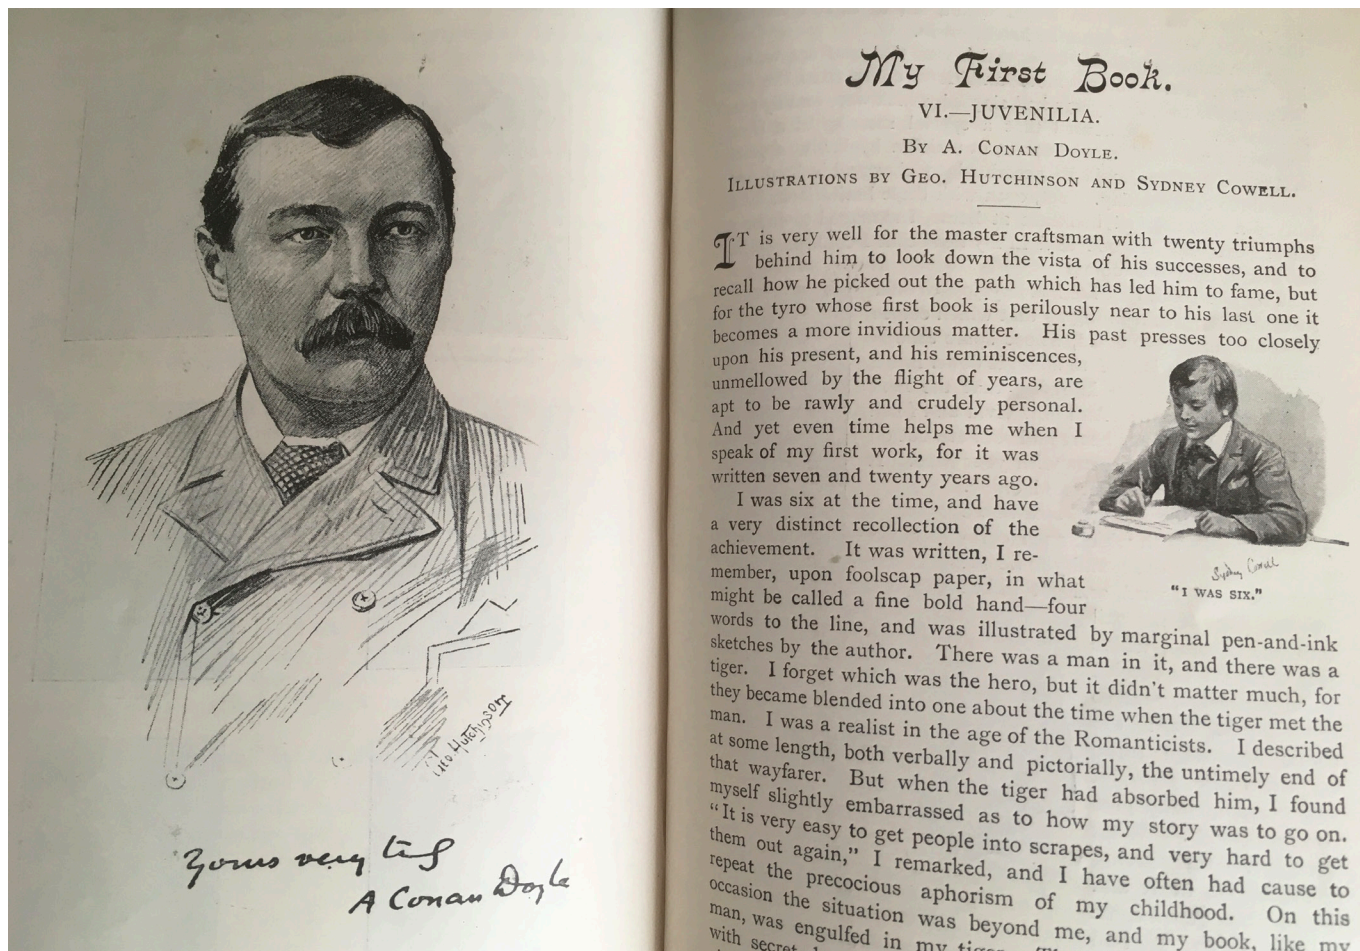 Geo Hutchinson
Yours very truly
A Conan Doyle
My First Book.
VI.—JUVENILIA.
By A. Conan Doyle.
Illustrations by Geo. Hutchinson and Sydney Cowell.
IT is very well for the master craftsman with twenty triumphs
behind him to look down the vista of his successes, and to
recall how he picked out the path which has led him to fame, but
for the tyro whose first book is perilously near to his last one it
becomes a more invidious matter. His past presses too closely
upon his present, and his reminiscences,
unmellowed by the flight of years, are
apt to be rawly and crudely personal.
And yet even time helps me when I
speak of my first work, for it was
written seven and twenty years ago.
I was six at the time, and have
a very distinct recollection of the
achievement. It was written, I re-
member, upon foolscap paper, in what
might be called a fine bold hand—four
Sydney Cowell
"I WAS SIX."
words to the line, and was illustrated by marginal pen-and-ink
sketches by the author. There was a man in it, and there was a
tiger. I forget which was the hero, but it didn't matter much, for
they became blended into one about the time when the tiger met the
man. I was a realist in the age of the Romanticists. I described
at some length, both verbally and pictorially, the untimely end of
that wayfarer. But when the tiger had absorbed him, I found
myself slightly embarrassed as to how my story was to go on.
"It is very easy to get people into scrapes, and very hard to get
them out again," I remarked, and I have often had cause to
repeat the precocious aphorism of my childhood. On this
occasion the situation was beyond me, and my book, like my
man, was engulfed in my tiger.
with secret